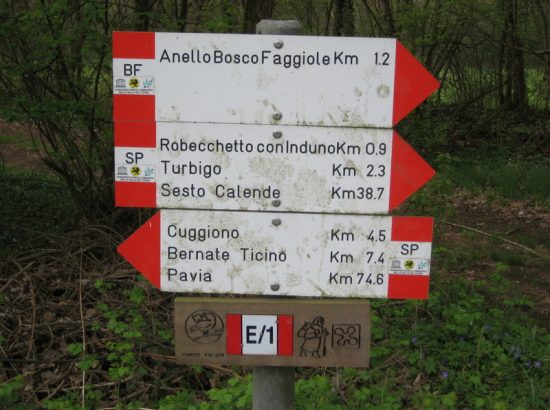 Anello Bosco Faggiole Km 1.2
BF
Robecchetto con Induno Km 0.9
SP
Turbigo Km 2.3
Sesto Calende Km 38.7
Cuggiono Km 4.5
SP
Bernate Ticino Km 7.4
Pavia Km 74.6
E/1
PARCO TICINO